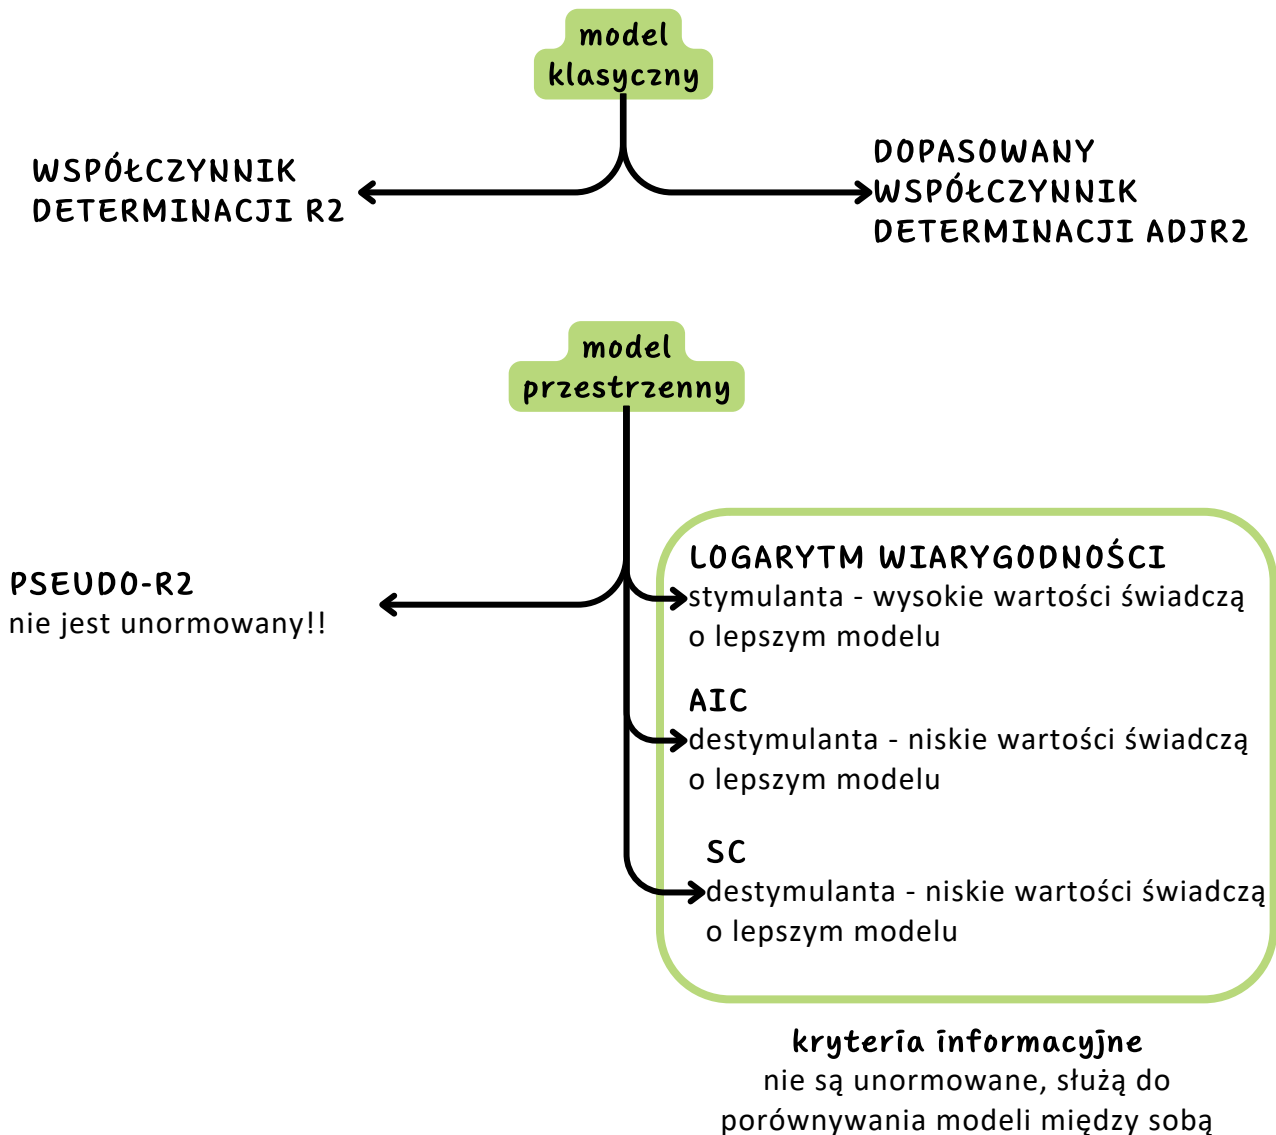 model
klasyczny
WSPÓŁCZYNNIK
DETERMINACJI R2
DOPASOWANY
WSPÓŁCZYNNIK
DETERMINACJI ADJR2
model
przestrzenny
PSEUDO-R2
nie jest unormowany!!
LOGARYTM WIARYGODNOŚCI
stymulanta - wysokie wartości świadczą
o lepszym modelu
AIC
destymulanta - niskie wartości świadczą
o lepszym modelu
SC
destymulanta - niskie wartości świadczą
o lepszym modelu
kryteria informacyjne
nie są unormowane, służą do
porównywania modeli między sobą